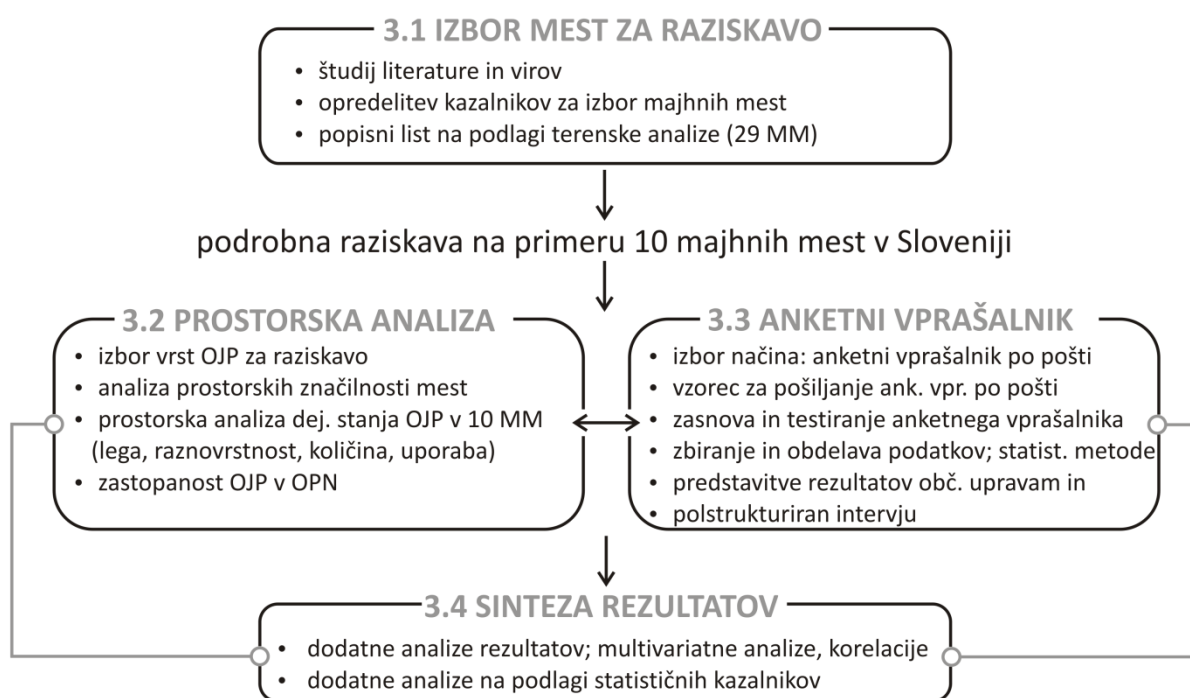 3.1 IZBOR MEST ZA RAZISKAVO
• študij literature in virov
• opredelitev kazalnikov za izbor majhnih mest
• popisni list na podlagi terenske analize (29 MM)
podrobna raziskava na primeru 10 majhnih mest v Sloveniji
3.2 PROSTORSKA ANALIZA
• izbor vrst OJP za raziskavo
• analiza prostorskih značilnosti mest
• prostorska analiza dej. stanja OJP v 10 MM
(lega, raznovrstnost, količina, uporaba)
• zastopanost OJP v OPN
3.3 ANKETNI VPRAŠALNIK
• izbor načina: anketni vprašalnik po pošti
• vzorec za pošiljanje ank. vpr. po pošti
• zasnova in testiranje anketnega vprašalnika
• zbiranje in obdelava podatkov; statist. metode
• predstavitve rezultatov obč. upravam in
• polstrukturiran intervju
3.4 SINTEZA REZULTATOV
• dodatne analize rezultatov; multivariatne analize, korelacije
• dodatne analize na podlagi statističnih kazalnikov